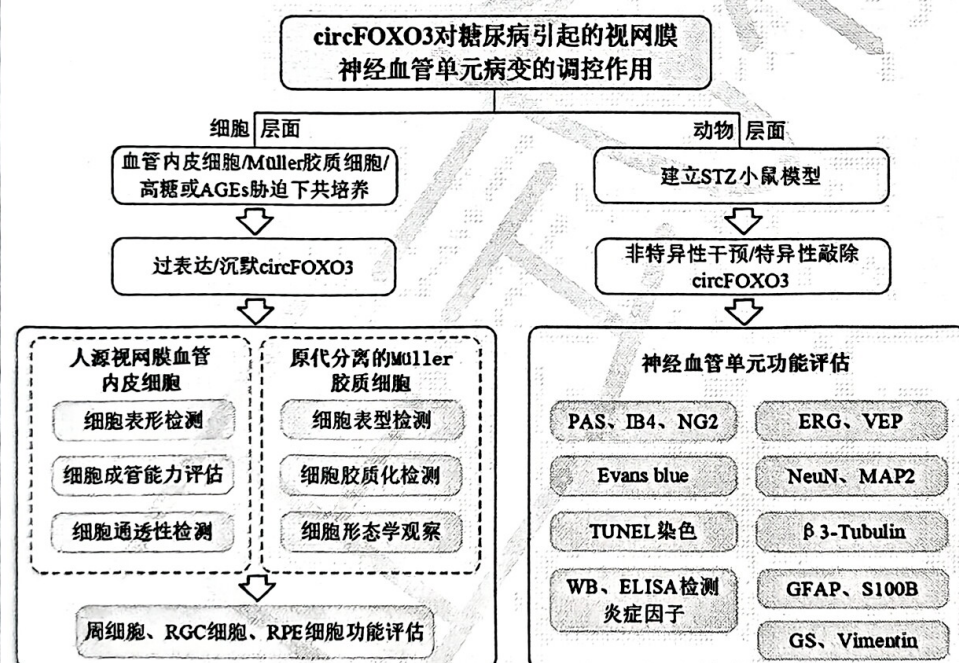 circFOXO3对糖尿病引起的视网膜
神经血管单元病变的调控作用
细胞 层面
血管内皮细胞/Müller胶质细胞/
高糖或AGEs胁迫下共培养
过表达/沉默circFOXO3
人源视网膜血管
内皮细胞
细胞表形检测
细胞成管能力评估
细胞通透性检测
原代分离的Müller
胶质细胞
细胞表型检测
细胞胶质化检测
细胞形态学观察
周细胞、RGC细胞、RPE细胞功能评估
动物 层面
建立STZ小鼠模型
非特异性干预/特异性敲除
circFOXO3
神经血管单元功能评估
PAS、IB4、NG2
Evans blue
TUNEL染色
WB、ELISA检测
炎症因子
ERG、VEP
NeuN、MAP2
β3-Tubulin
GFAP、S100B
GS、Vimentin